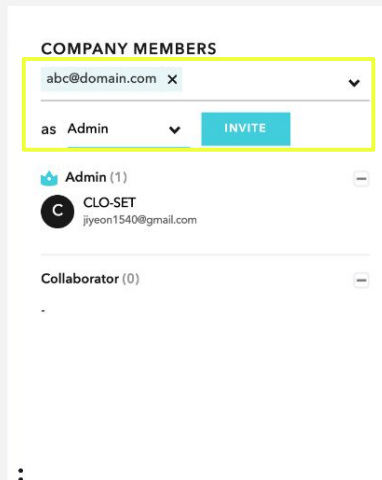 COMPANY MEMBERS
abc@domain.com ×
as Admin INVITE
Admin (1)
C CLO-SET
jiyeon1540@gmail.com
Collaborator (0)
-